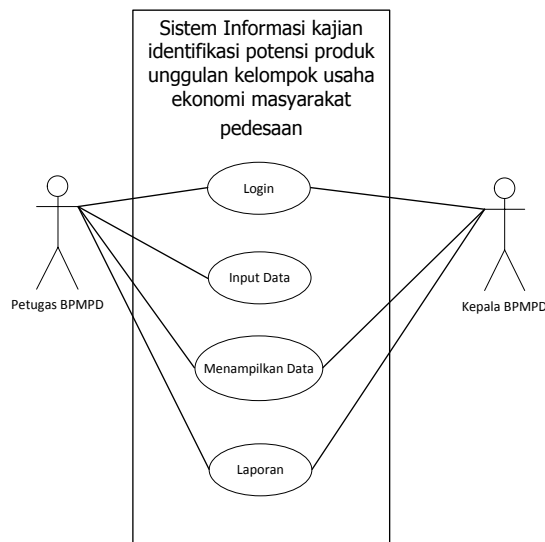 Sistem Informasi kajian
identifikasi potensi produk
unggulan kelompok usaha
ekonomi masyarakat
pedesaan
Login
Input Data
Petugas BPMPD
Kepala BPMPD
Menampilkan Data
Laporan